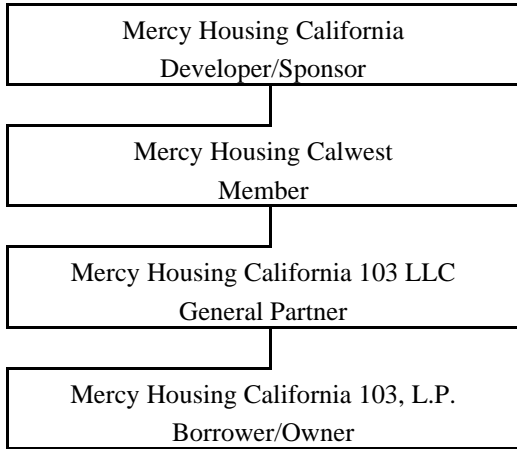 Mercy Housing California
Developer/Sponsor
Mercy Housing Calwest
Member
Mercy Housing California 103 LLC
General Partner
Mercy Housing California 103, L.P.
Borrower/Owner